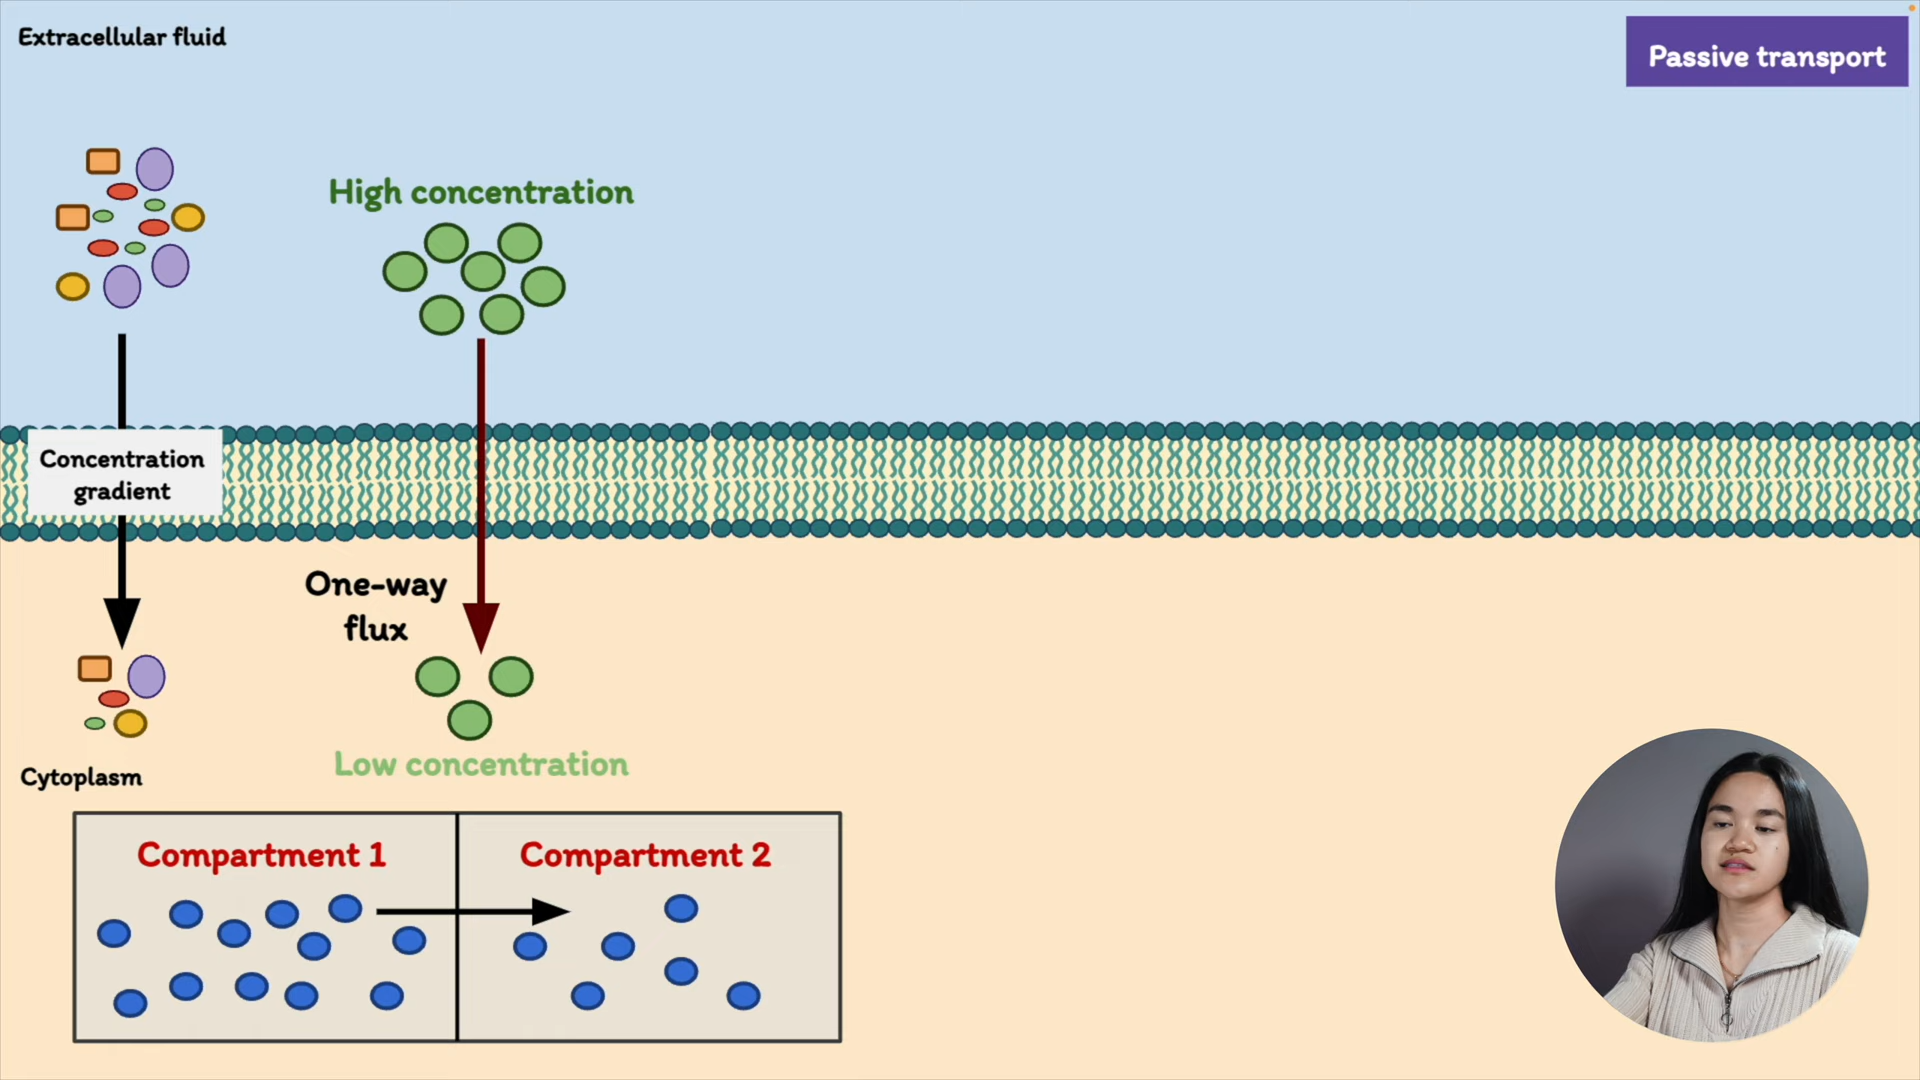 Extracellular fluid
Passive transport
High concentration
Concentration
gradient
One-way
flux
Low concentration
Cytoplasm
Compartment 1
Compartment 2